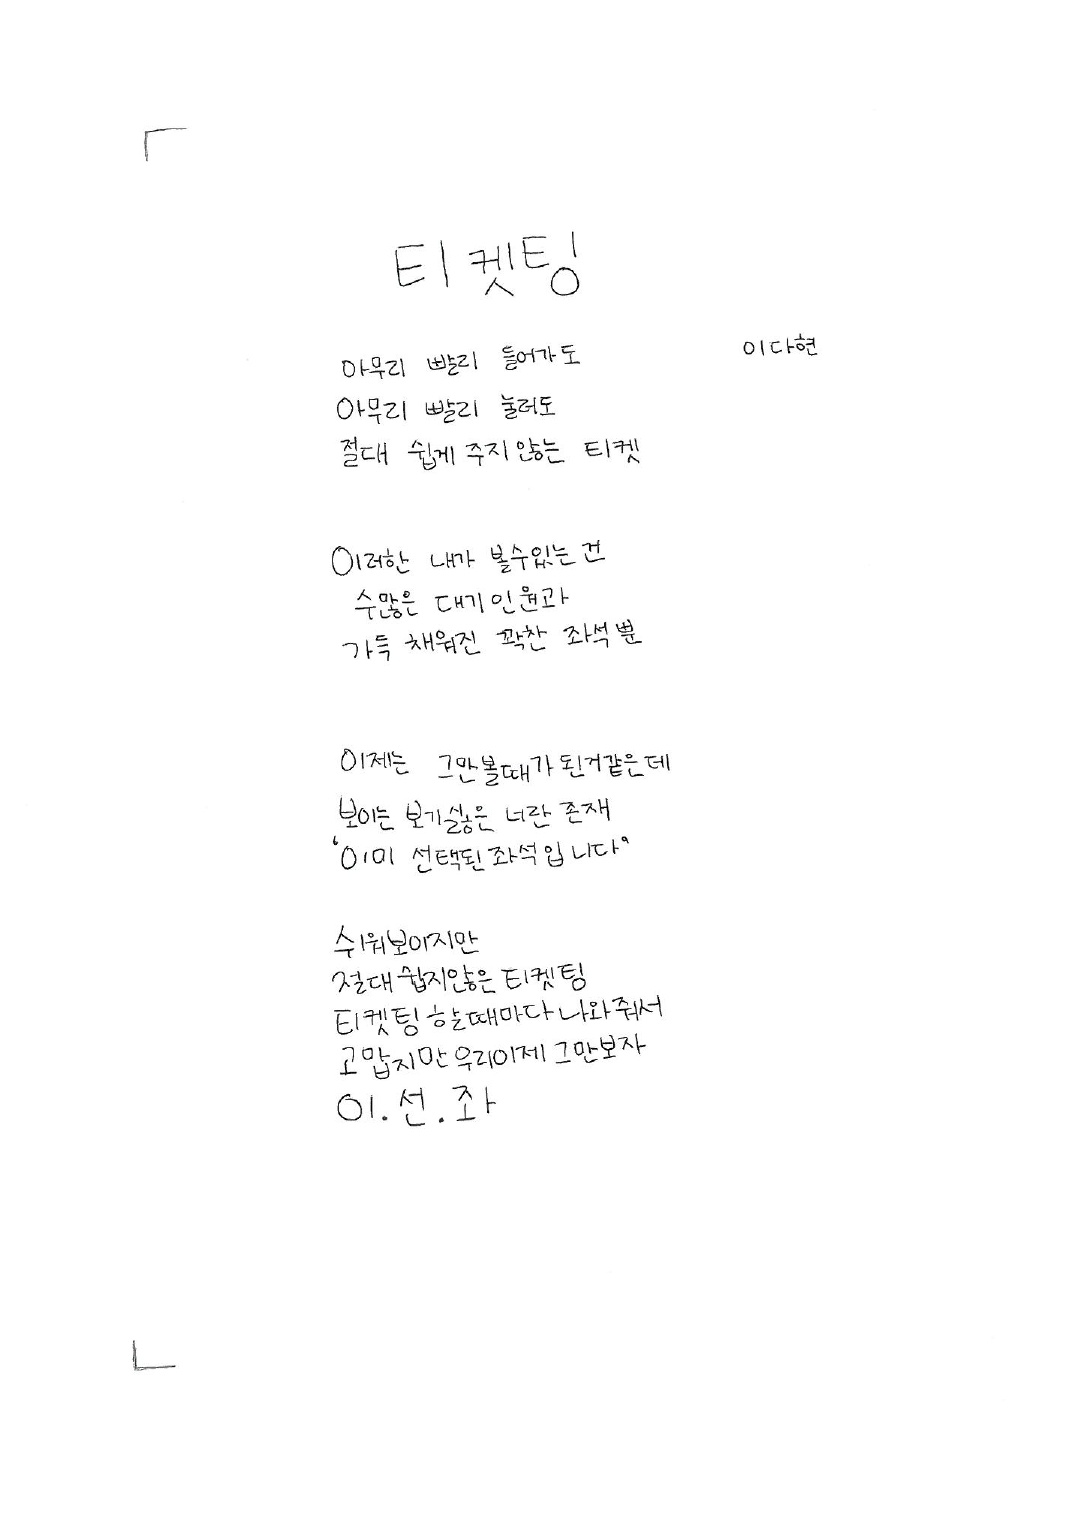 티켓팅
이다현
아무리 빨리 들어가도
아무리 빨리 눌러도
절대 쉽게 주지 않는 티켓
이러한 내가 볼수있는 건
수많은 대기인원과
가득 채워진 꽉찬 좌석뿐
이제는 그만볼때가 된거같은데
보이는 보기싫은 너란 존재
'이미 선택된 좌석입니다'
쉬워보이지만
절대 쉽지않은 티켓팅
티켓팅 할때마다 나와줘서
고맙지만 우리이제 그만보자
이.선.좌